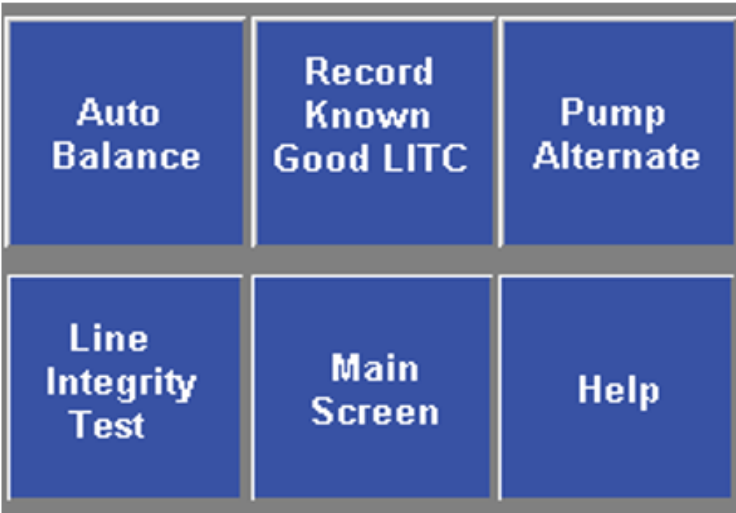 Auto
Balance
Record
Known
Good LITC
Pump
Alternate
Line
Integrity
Test
Main
Screen
Help